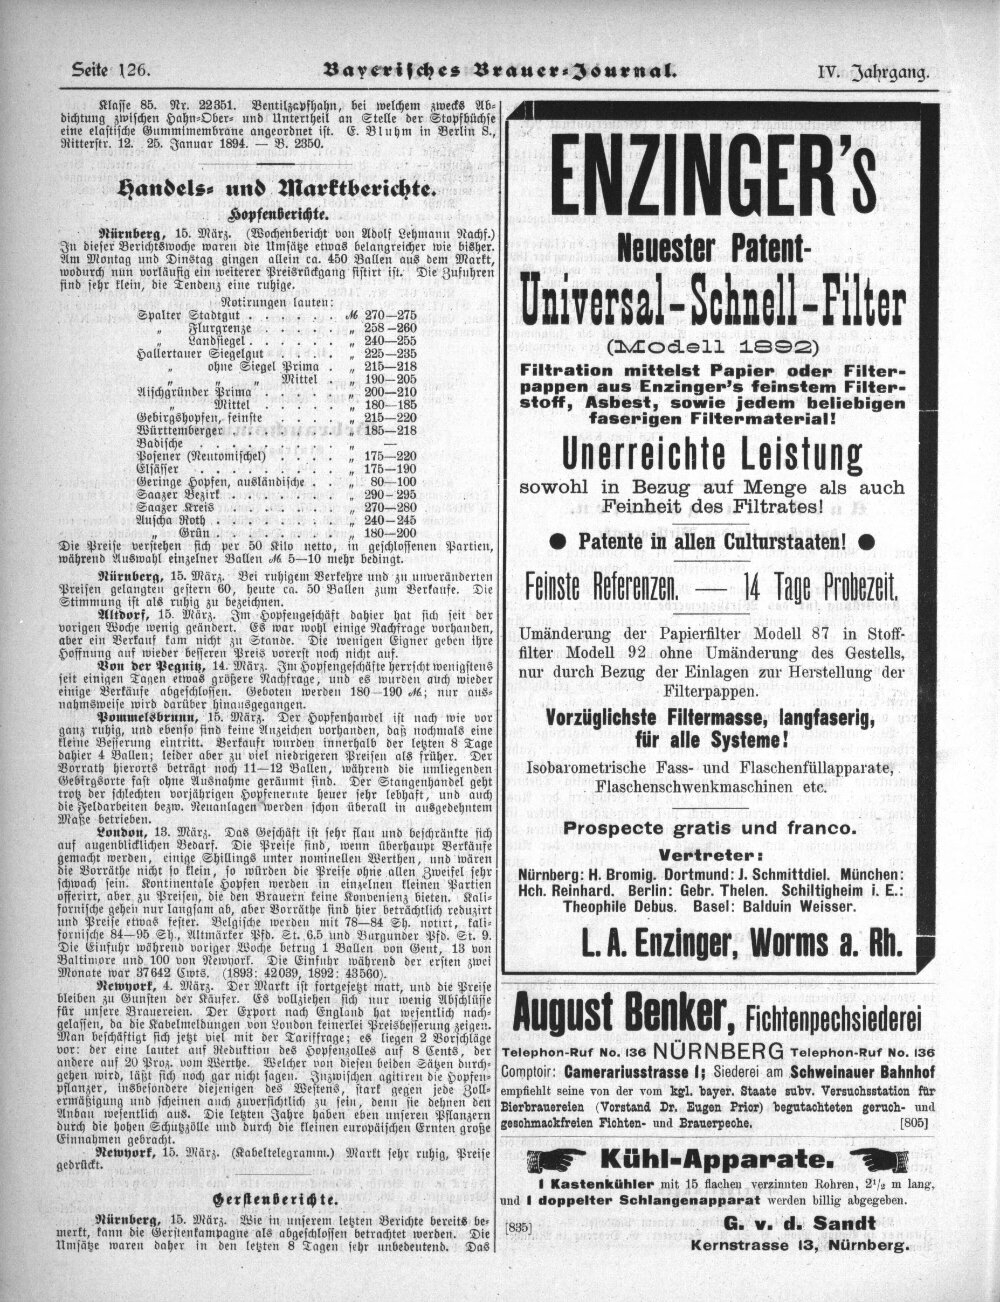 Seite 126.
Bayerisches Brauer-Journal.
IV. Jahrgang.
Klasse 85. Nr. 22351. Ventilzapfhahn, bei welchem zwecks Ab-
dichtung zwischen Hahn-Ober- und Untertheil an Stelle der Stopfbüchse
eine elastische Gummimembrane angeordnet ist. E. Bluhm in Berlin S.,
Ritterstr. 12. 25. Januar 1894. — B. 2350.
Handels- und Marktberichte.
Hopfenberichte.
Nürnberg, 15. März. (Wochenbericht von Adolf Lehmann Nachf.)
In dieser Berichtswoche waren die Umsätze etwas belangreicher wie bisher.
Am Montag und Dinstag gingen allein ca. 450 Ballen aus dem Markt,
wodurch nun vorläufig ein weiterer Preisrückgang sistirt ist. Die Zufuhren
sind sehr klein, die Tendenz eine ruhige.
Notirungen lauten:
Spalter Stadtgut . . . . . . . ℳ 270—275
„ Flurgrenze . . . . . . „ 258—260
„ Landsiegel . . . . . . „ 240—255
Hallertauer Siegelgut . . . . . „ 225—235
„ ohne Siegel Prima . „ 215—218
„ „ „ Mittel . „ 190—205
Aischgründer Prima . . . . . . „ 200—210
„ Mittel . . . . . . „ 180—185
Gebirgshopfen, feinste . . . . . „ 215—220
Württemberger . . . . . . . . „ 185—218
Badische . . . . . . . . . . „ —
Posener (Neutomischel) . . . . . „ 175—220
Elsässer . . . . . . . . . . „ 175—190
Geringe Hopfen, ausländische . . . „ 80—100
Saazer Bezirk . . . . . . . . „ 290—295
Saazer Kreis . . . . . . . . „ 270—280
Auscha Roth . . . . . . . . „ 240—245
„ Grün . . . . . . . . „ 180—200
Die Preise verstehen sich per 50 Kilo netto, in geschlossenen Partien,
während Auswahl einzelner Ballen ℳ 5—10 mehr bedingt.
Nürnberg, 15. März. Bei ruhigem Verkehre und zu unveränderten
Preisen gelangten gestern 60, heute ca. 50 Ballen zum Verkaufe. Die
Stimmung ist als ruhig zu bezeichnen.
Altdorf, 15. März. Im Hopfengeschäft dahier hat sich seit der
vorigen Woche wenig geändert. Es war wohl einige Nachfrage vorhanden,
aber ein Verkauf kam nicht zu Stande. Die wenigen Eigner geben ihre
Hoffnung auf wieder besseren Preis vorerst noch nicht auf.
Von der Pegnitz, 14. März. Im Hopfengeschäfte herrscht wenigstens
seit einigen Tagen etwas größere Nachfrage, und es wurden auch wieder
einige Verkäufe abgeschlossen. Geboten werden 180—190 ℳ; nur aus-
nahmsweise wird darüber hinausgegangen.
Pommelsbrunn, 15. März. Der Hopfenhandel ist nach wie vor
ganz ruhig, und ebenso sind keine Anzeichen vorhanden, daß nochmals eine
kleine Besserung eintritt. Verkauft wurden innerhalb der letzten 8 Tage
dahier 4 Ballen; leider aber zu viel niedrigeren Preisen als früher. Der
Vorrath hierorts beträgt noch 11—12 Ballen, während die umliegenden
Gebirgsorte fast ohne Ausnahme geräumt sind. Der Stangenhandel geht
trotz der schlechten vorjährigen Hopfenernte heuer sehr lebhaft, und auch
die Feldarbeiten bezw. Neuanlagen werden schon überall in ausgedehntem
Maße betrieben.
London, 13. März. Das Geschäft ist sehr flau und beschränkte sich
auf augenblicklichen Bedarf. Die Preise sind, wenn überhaupt Verkäufe
gemacht werden, einige Shillings unter nominellen Werthen, und wären
die Vorräthe nicht so klein, so würden die Preise ohne allen Zweifel sehr
schwach sein. Kontinentale Hopfen werden in einzelnen kleinen Partien
offerirt, aber zu Preisen, die den Brauern keine Konvenienz bieten. Kali-
fornische gehen nur langsam ab, aber Vorräthe sind hier beträchtlich reduzirt
und Preise etwas fester. Belgische werden mit 78—84 Sh. notirt, kali-
fornische 84—95 Sh., Altmärker Pfd. St. 6.5 und Burgunder Pfd. St. 9.
Die Einfuhr während voriger Woche betrug 1 Ballen von Gent, 13 von
Baltimore und 100 von Newyork. Die Einfuhr während der ersten zwei
Monate war 37642 Cwts. (1893: 42039, 1892: 43560).
Newyork, 4. März. Der Markt ist fortgesetzt matt, und die Preise
bleiben zu Gunsten der Käufer. Es vollziehen sich nur wenig Abschlüsse
für unsere Brauereien. Der Export nach England hat wesentlich nach-
gelassen, da die Kabelmeldungen von London keinerlei Preisbesserung zeigen.
Man beschäftigt sich jetzt viel mit der Tariffrage; es liegen 2 Vorschläge
vor: der eine lautet auf Reduktion des Hopfenzolles auf 8 Cents, der
andere auf 20 Proz. vom Werthe. Welcher von diesen beiden Sätzen durch-
gehen wird, läßt sich noch gar nicht sagen. Inzwischen agitiren die Hopfen-
pflanzer, insbesondere diejenigen des Westens, stark gegen jede Zoll-
ermäßigung und scheinen auch zuversichtlich zu sein, denn sie dehnen den
Anbau wesentlich aus. Die letzten Jahre haben eben unseren Pflanzern
durch die hohen Schutzzölle und durch die kleinen europäischen Ernten große
Einnahmen gebracht.
Newyork, 15. März. (Kabeltelegramm.) Markt sehr ruhig, Preise
gedrückt.
Gerstenberichte.
Nürnberg, 15. März. Wie in unserem letzten Berichte bereits be-
merkt, kann die Gerstenkampagne als abgeschlossen betrachtet werden. Die
Umsätze waren daher in den letzten 8 Tagen sehr unbedeutend. Das
ENZINGER's
Neuester Patent-
Universal-Schnell-Filter
(Modell 1892)
Filtration mittelst Papier oder Filter-
pappen aus Enzinger's feinstem Filter-
stoff, Asbest, sowie jedem beliebigen
faserigen Filtermaterial!
Unerreichte Leistung
sowohl in Bezug auf Menge als auch
Feinheit des Filtrates!
● Patente in allen Culturstaaten! ●
Feinste Referenzen. — 14 Tage Probezeit.
Umänderung der Papierfilter Modell 87 in Stoff-
filter Modell 92 ohne Umänderung des Gestells,
nur durch Bezug der Einlagen zur Herstellung der
Filterpappen.
Vorzüglichste Filtermasse, langfaserig,
für alle Systeme!
Isobarometrische Fass- und Flaschenfüllapparate,
Flaschenschwenkmaschinen etc.
Prospecte gratis und franco.
Vertreter:
Nürnberg: H. Bromig. Dortmund: J. Schmittdiel. München:
Hch. Reinhard. Berlin: Gebr. Thelen. Schiltigheim i. E.:
Theophile Debus. Basel: Balduin Weisser.
L. A. Enzinger, Worms a. Rh.
August Benker, Fichtenpechsiederei
Telephon-Ruf No. 136 NÜRNBERG Telephon-Ruf No. 136
Comptoir: Camerariusstrasse 1; Siederei am Schweinauer Bahnhof
empfiehlt seine von der vom kgl. bayer. Staate subv. Versuchsstation für
Bierbrauereien (Vorstand Dr. Eugen Prior) begutachteten geruch- und
geschmackfreien Fichten- und Brauerpeche. [805]
Kühl-Apparate.
1 Kastenkühler mit 15 flachen verzinnten Rohren, 2½ m lang,
und 1 doppelter Schlangenapparat werden billig abgegeben.
[835] G. v. d. Sandt
Kernstrasse 13, Nürnberg.